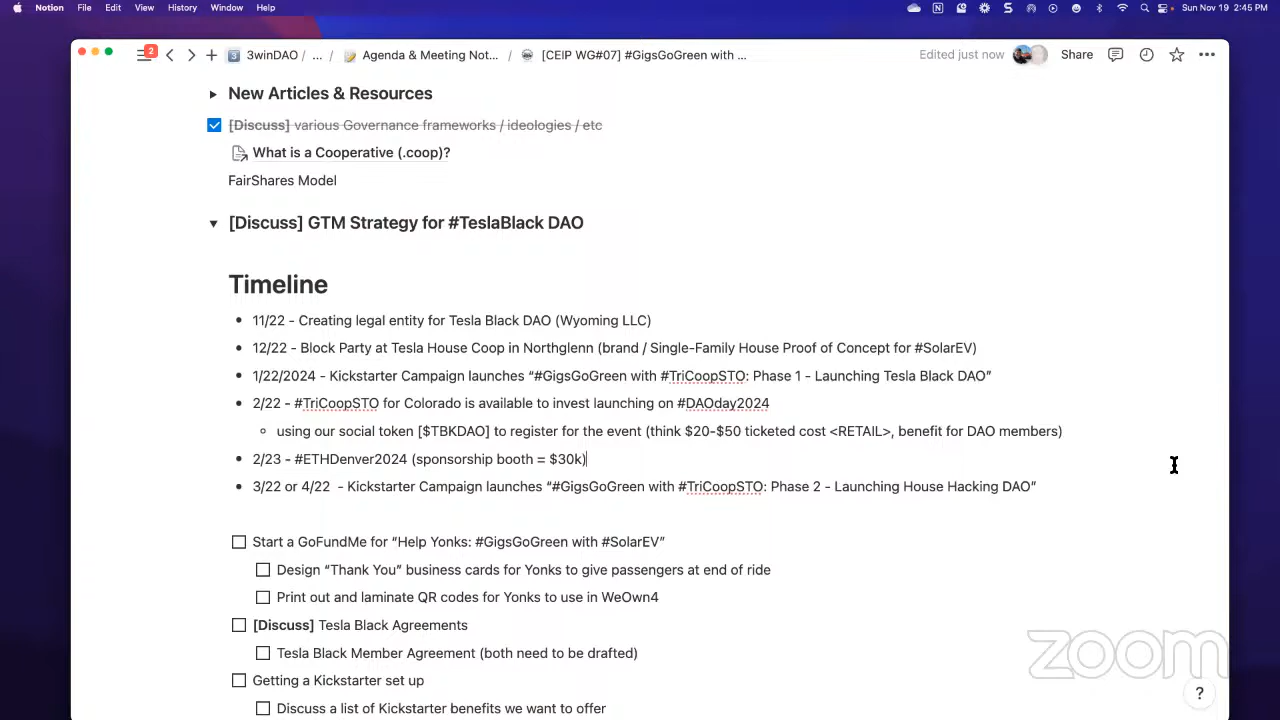 Notion File Edit View History Window Help Sun Nov 19 2:45 PM
2 3 3winDAO / ... / Agenda & Meeting Not... / [CEIP WG#07] #GigsGoGreen with ... Edited just now Share
New Articles & Resources
[Discuss] various Governance frameworks / ideologies / etc
What is a Cooperative (.coop)?
FairShares Model
[Discuss] GTM Strategy for #TeslaBlack DAO
Timeline
• 11/22 - Creating legal entity for Tesla Black DAO (Wyoming LLC)
• 12/22 - Block Party at Tesla House Coop in Northglenn (brand / Single-Family House Proof of Concept for #SolarEV)
• 1/22/2024 - Kickstarter Campaign launches “#GigsGoGreen with #TriCoopSTO: Phase 1 - Launching Tesla Black DAO”
• 2/22 - #TriCoopSTO for Colorado is available to invest launching on #DAOday2024
◦ using our social token [$TBKDAO] to register for the event (think $20-$50 ticketed cost <RETAIL>, benefit for DAO members)
• 2/23 - #ETHDenver2024 (sponsorship booth = $30k)
• 3/22 or 4/22 - Kickstarter Campaign launches “#GigsGoGreen with #TriCoopSTO: Phase 2 - Launching House Hacking DAO”
Start a GoFundMe for “Help Yonks: #GigsGoGreen with #SolarEV”
Design “Thank You” business cards for Yonks to give passengers at end of ride
Print out and laminate QR codes for Yonks to use in WeOwn4
[Discuss] Tesla Black Agreements
Tesla Black Member Agreement (both need to be drafted)
Getting a Kickstarter set up
Discuss a list of Kickstarter benefits we want to offer
zoom
?